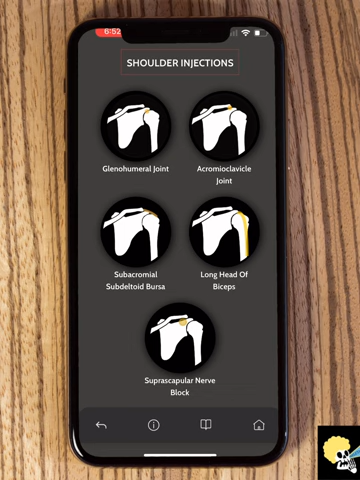 6:52
SHOULDER INJECTIONS
Glenohumeral Joint
Acromioclavicle
Joint
Subacromial
Subdeltoid Bursa
Long Head Of
Biceps
Suprascapular Nerve
Block